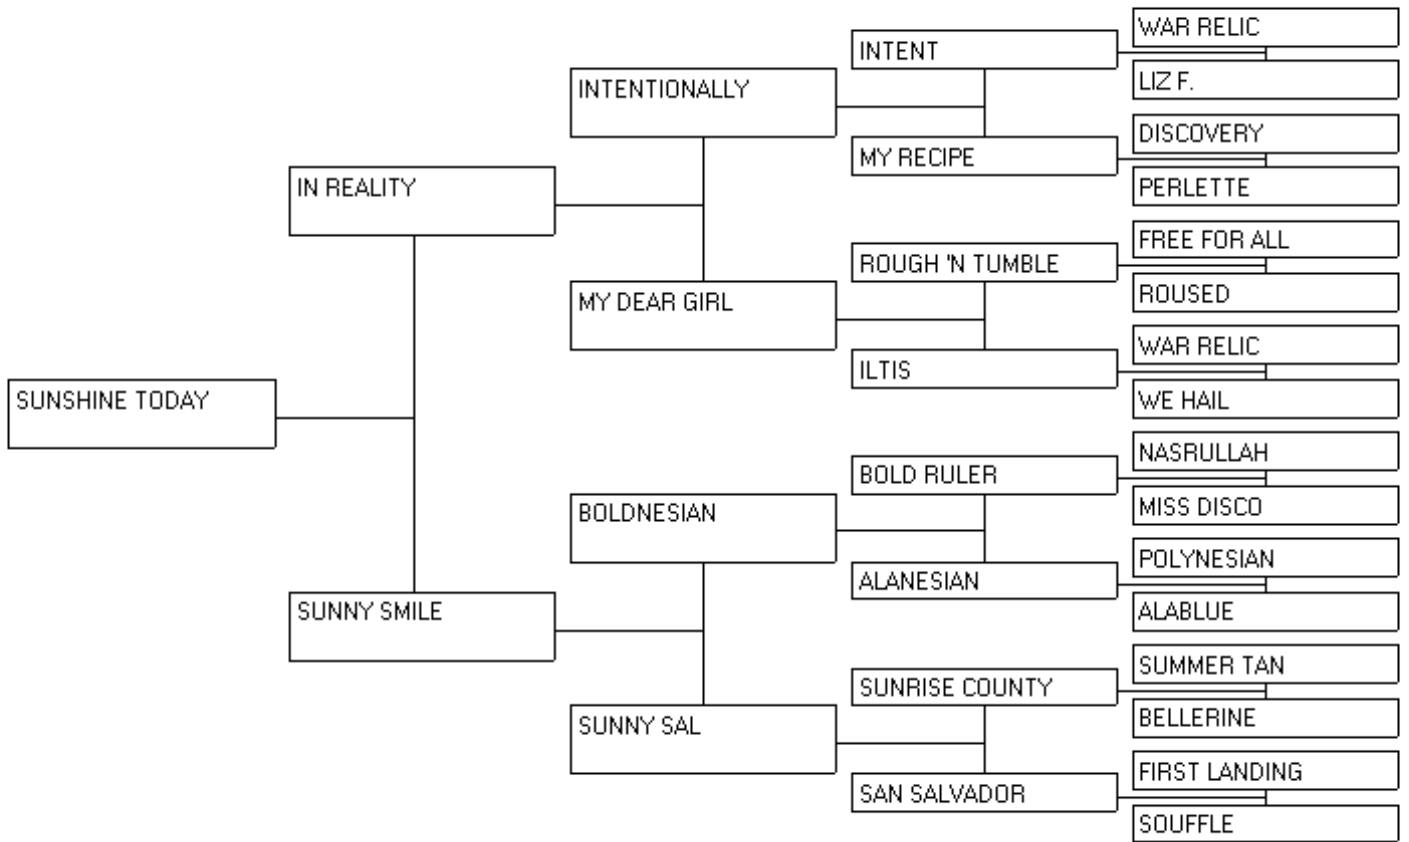 WAR RELIC
INTENT
LIZ F.
INTENTIONALLY
DISCOVERY
MY RECIPE
PERLETTE
IN REALITY
FREE FOR ALL
ROUGH 'N TUMBLE
ROUSED
MY DEAR GIRL
WAR RELIC
ILTIS
WE HAIL
SUNSHINE TODAY
NASRULLAH
BOLD RULER
MISS DISCO
BOLDNESIAN
POLYNESIAN
ALANESIAN
ALABLUE
SUNNY SMILE
SUMMER TAN
SUNRISE COUNTY
BELLERINE
SUNNY SAL
FIRST LANDING
SAN SALVADOR
SOUFFLE